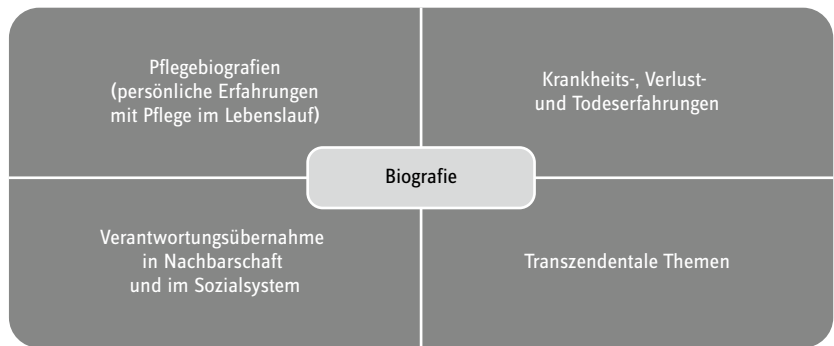 Pflegebiografien
(persönliche Erfahrungen
mit Pflege im Lebenslauf)
Krankheits-, Verlust-
und Todeserfahrungen
Biografie
Verantwortungsübernahme
in Nachbarschaft
und im Sozialsystem
Transzendentale Themen